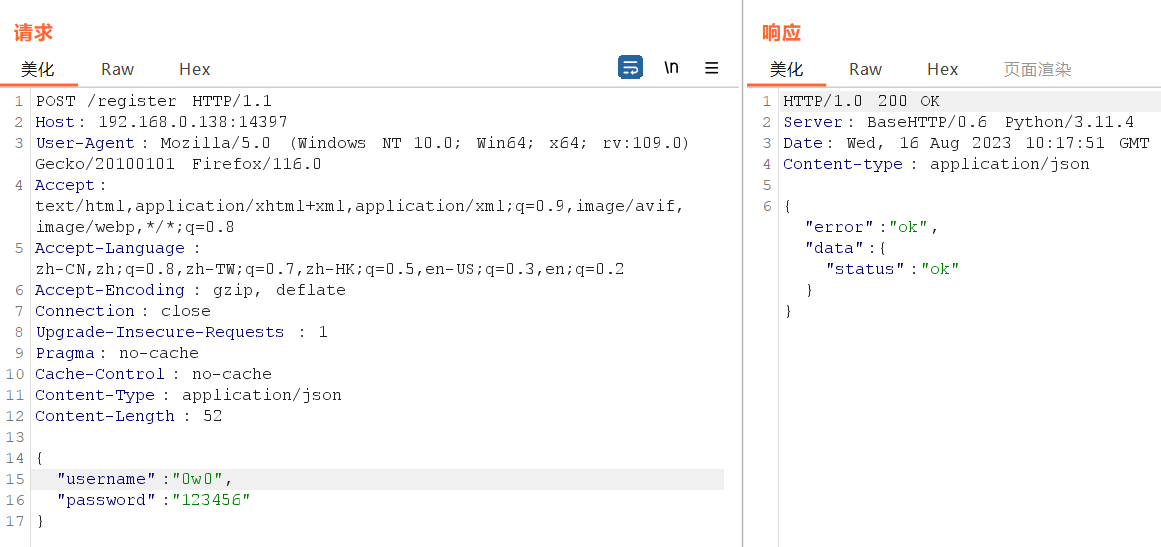 请求
美化 Raw Hex \n
1 POST /register HTTP/1.1
2 Host: 192.168.0.138:14397
3 User-Agent: Mozilla/5.0 (Windows NT 10.0; Win64; x64; rv:109.0)
Gecko/20100101 Firefox/116.0
4 Accept:
text/html,application/xhtml+xml,application/xml;q=0.9,image/avif,
image/webp,*/*;q=0.8
5 Accept-Language:
zh-CN,zh;q=0.8,zh-TW;q=0.7,zh-HK;q=0.5,en-US;q=0.3,en;q=0.2
6 Accept-Encoding: gzip, deflate
7 Connection: close
8 Upgrade-Insecure-Requests: 1
9 Pragma: no-cache
10 Cache-Control: no-cache
11 Content-Type: application/json
12 Content-Length: 52
13
14 {
15 "username":"0w0",
16 "password":"123456"
17 }
响应
美化 Raw Hex 页面渲染
1 HTTP/1.0 200 OK
2 Server: BaseHTTP/0.6 Python/3.11.4
3 Date: Wed, 16 Aug 2023 10:17:51 GMT
4 Content-type: application/json
5
6 {
"error":"ok",
"data":{
"status":"ok"
}
}